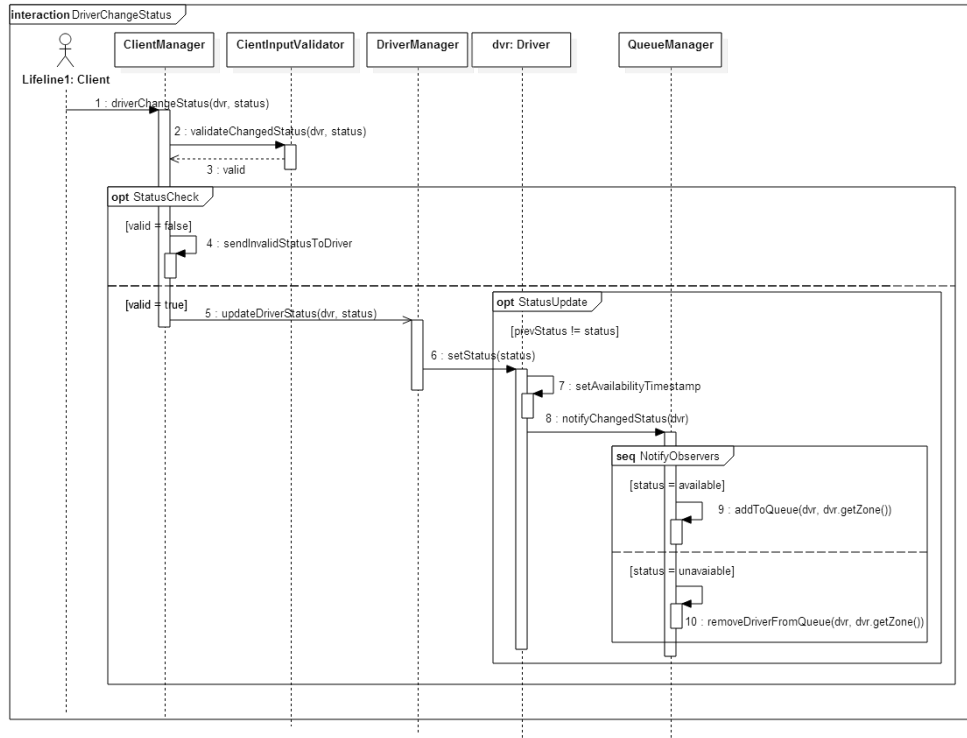 interaction DriverChangeStatus
ClientManager
CientInputValidator
DriverManager
dvr: Driver
QueueManager
Lifeline1: Client
1 : driverChangeStatus(dvr, status)
2 : validateChangedStatus(dvr, status)
3 : valid
opt StatusCheck
[valid = false]
4 : sendInvalidStatusToDriver
[valid = true]
5 : updateDriverStatus(dvr, status)
opt StatusUpdate
[prevStatus != status]
6 : setStatus(status)
7 : setAvailabilityTimestamp
8 : notifyChangedStatus(dvr)
seq NotifyObservers
[status = available]
9 : addToQueue(dvr, dvr.getZone())
[status = unavaiable]
10 : removeDriverFromQueue(dvr, dvr.getZone())